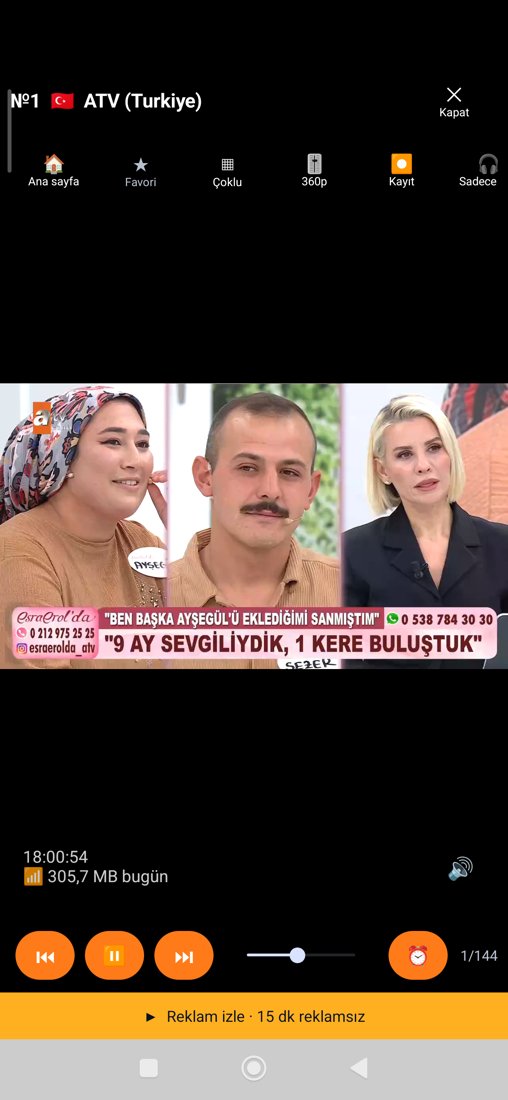 №1 🇹🇷 ATV (Turkiye)
Kapat
Ana sayfa
Favori
Çoklu
360p
Kayıt
Sadece
a
AYŞEG
SEZER
esraerol'da
0 212 975 25 25
esraerolda_atv
"BEN BAŞKA AYŞEGÜL'Ü EKLEDİĞİMİ SANMIŞTIM"
0 538 784 30 30
"9 AY SEVGİLİYDİK, 1 KERE BULUŞTUK"
18:00:54
305,7 MB bugün
1/144
► Reklam izle · 15 dk reklamsız